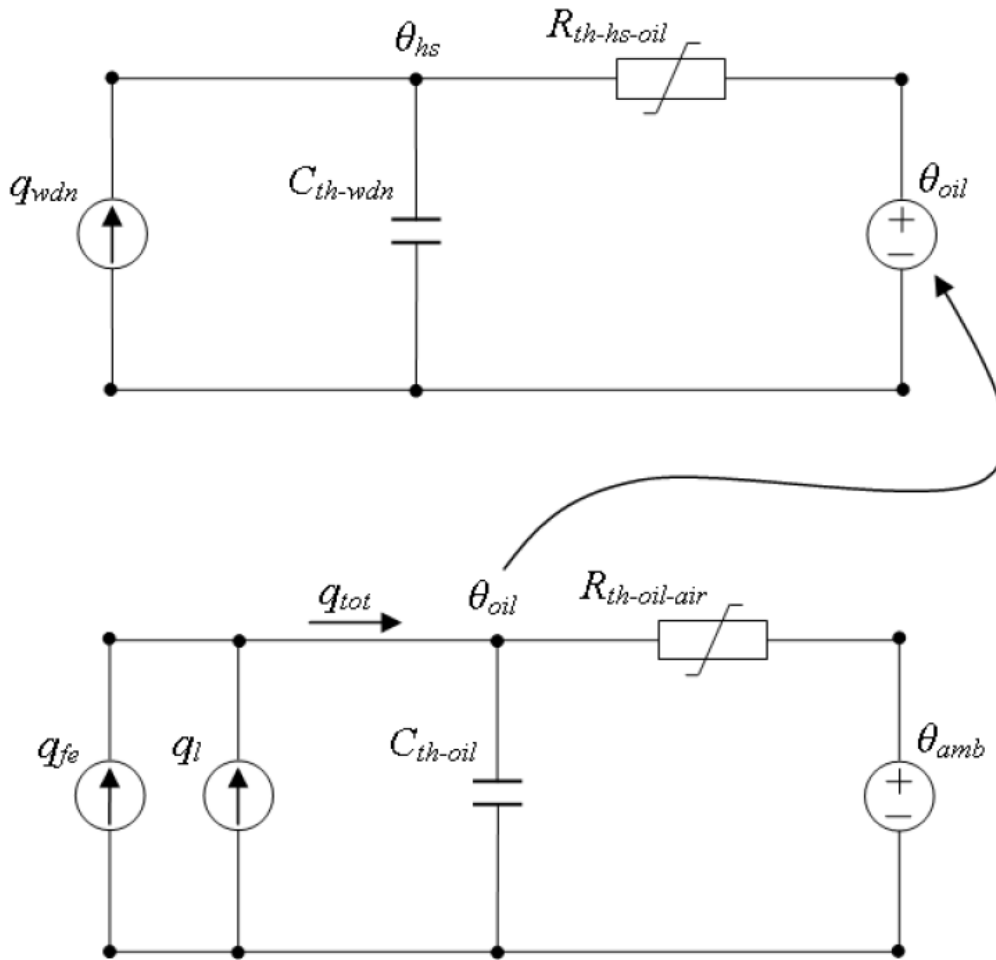 θhs
Rth-hs-oil
qwdn
Cth-wdn
θoil
+
−
qtot
θoil
Rth-oil-air
qfe
ql
Cth-oil
θamb
+
−